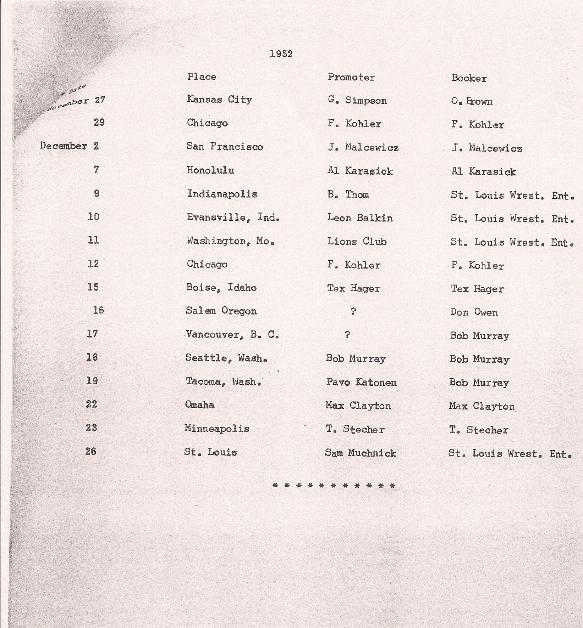 1952
Date Place Promoter Booker
November 27 Kansas City G. Simpson O. Brown
29 Chicago F. Kohler F. Kohler
December 2 San Francisco J. Malcewicz J. Malcewicz
7 Honolulu Al Karasick Al Karasick
9 Indianapolis B. Thom St. Louis Wrest. Ent.
10 Evansville, Ind. Leon Balkin St. Louis Wrest. Ent.
11 Washington, Mo. Lions Club St. Louis Wrest. Ent.
12 Chicago F. Kohler F. Kohler
15 Boise, Idaho Tex Hager Tex Hager
16 Salem Oregon ? Don Owen
17 Vancouver, B. C. ? Bob Murray
18 Seattle, Wash. Bob Murray Bob Murray
19 Tacoma, Wash. Pavo Katonen Bob Murray
22 Omaha Max Clayton Max Clayton
23 Minneapolis T. Stecher T. Stecher
26 St. Louis Sam Muchnick St. Louis Wrest. Ent.
* * * * * * * * * * *